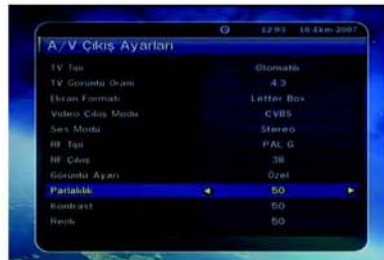 12:03 18-Ekm-2007
A/V Çıkış Ayarları
TV Tipi Otomatik
TV Görüntü Oranı 4:3
Ekran Formatı Letter Box
Video Çıkış Modu CVBS
Ses Modu Stereo
RF Tipi PAL G
RF Çıkış 38
Görüntü Ayarı Özel
Parlaklık 50
Kontrast 50
Renk 50